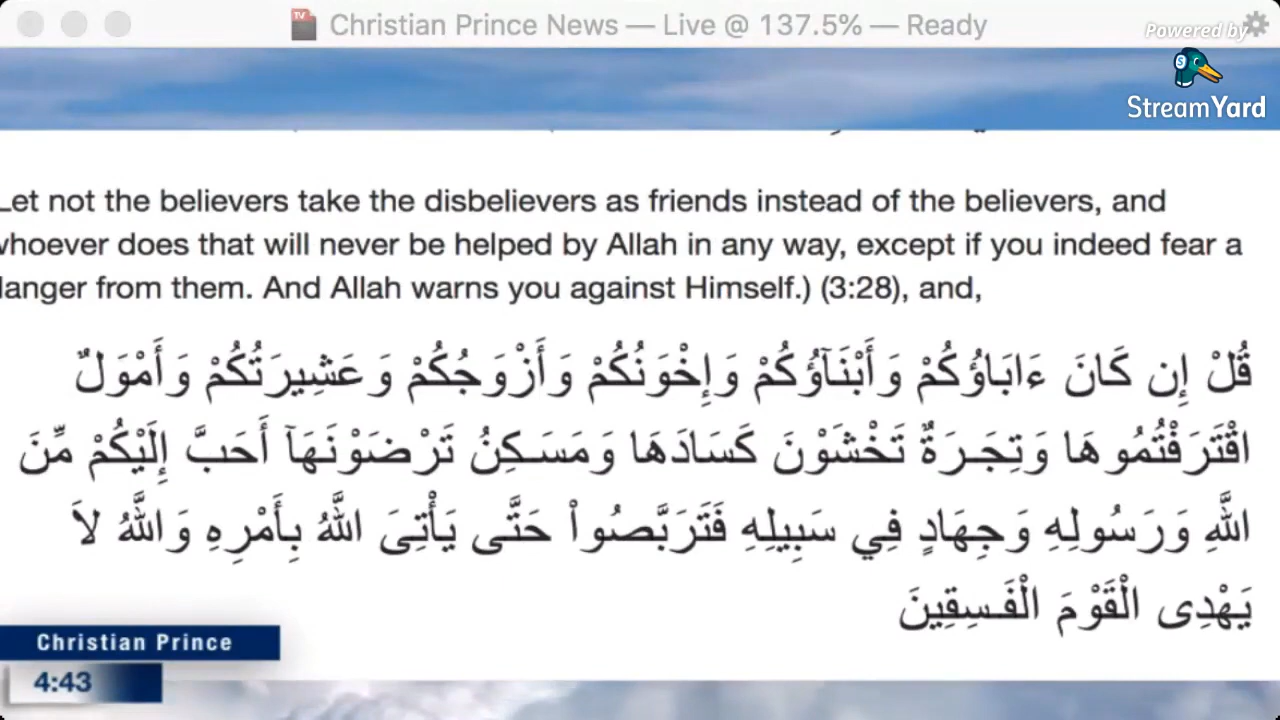 Christian Prince News — Live @ 137.5% — Ready
Powered by
StreamYard
Let not the believers take the disbelievers as friends instead of the believers, and
whoever does that will never be helped by Allah in any way, except if you indeed fear a
danger from them. And Allah warns you against Himself.) (3:28), and,
قُلْ إِن كَانَ ءَابَاؤُكُمْ وَأَبْنَآؤُكُمْ وَإِخْوَنُكُمْ وَأَزْوَجُكُمْ وَعَشِيرَتُكُمْ وَأَمْوَلٌ
اقْتَرَفْتُمُوهَا وَتِجَـرَةٌ تَخْشَوْنَ كَسَادَهَا وَمَسَـكِنُ تَرْضَوْنَهَآ أَحَبَّ إِلَيْكُمْ مِّنَ
اللَّهِ وَرَسُولِهِ وَجِهَادٍ فِي سَبِيلِهِ فَتَرَبَّصُواْ حَتَّى يَأْتِىَ اللَّهُ بِأَمْرِهِ وَاللَّهُ لاَ
يَهْدِى الْقَوْمَ الْفَـسِقِينَ
Christian Prince
4:43